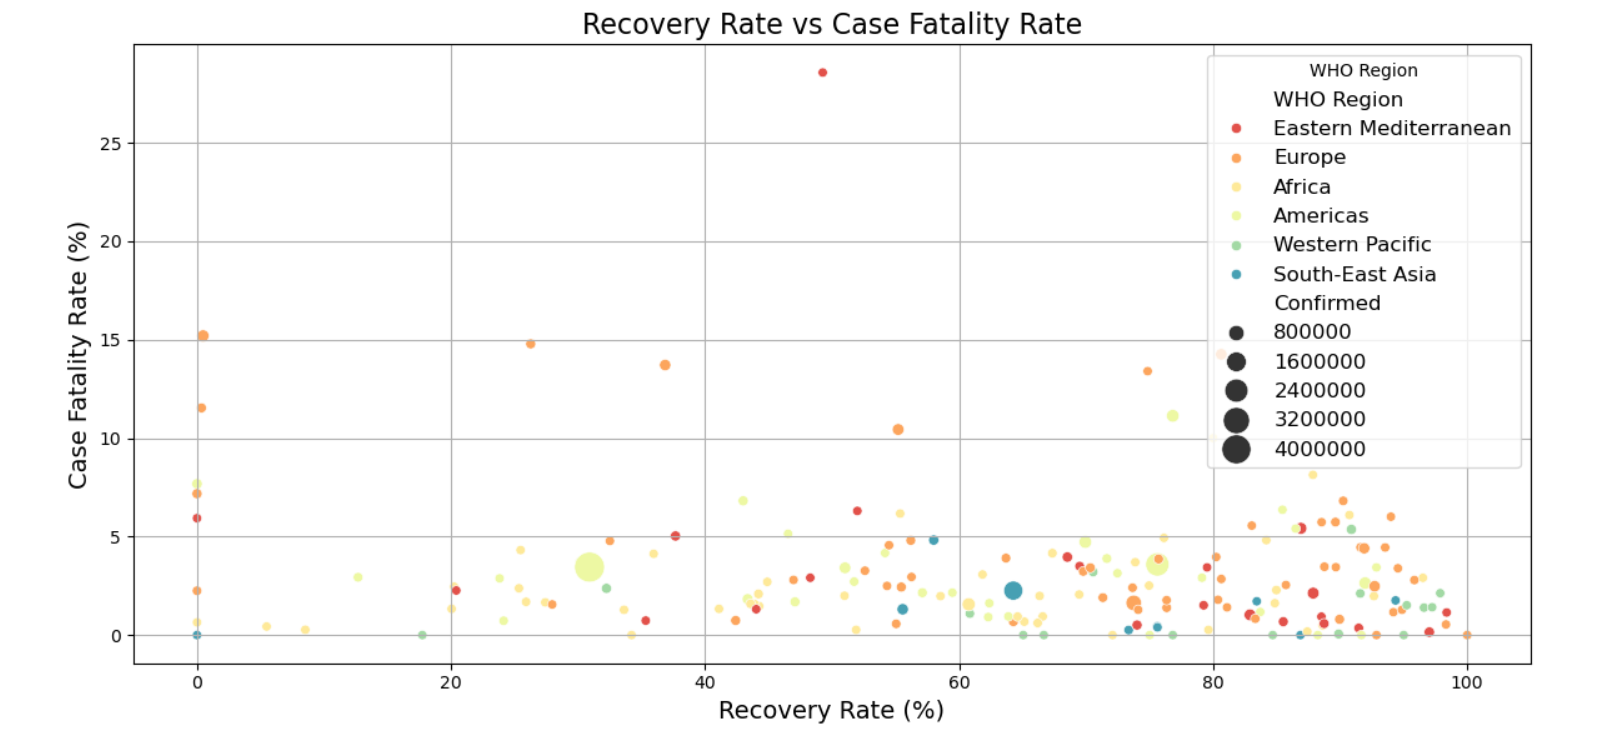 Recovery Rate vs Case Fatality Rate
WHO Region
WHO Region
Eastern Mediterranean
Europe
Africa
Americas
Western Pacific
South-East Asia
Confirmed
800000
1600000
2400000
3200000
4000000
Case Fatality Rate (%)
25
20
15
10
5
0
0 20 40 60 80 100
Recovery Rate (%)